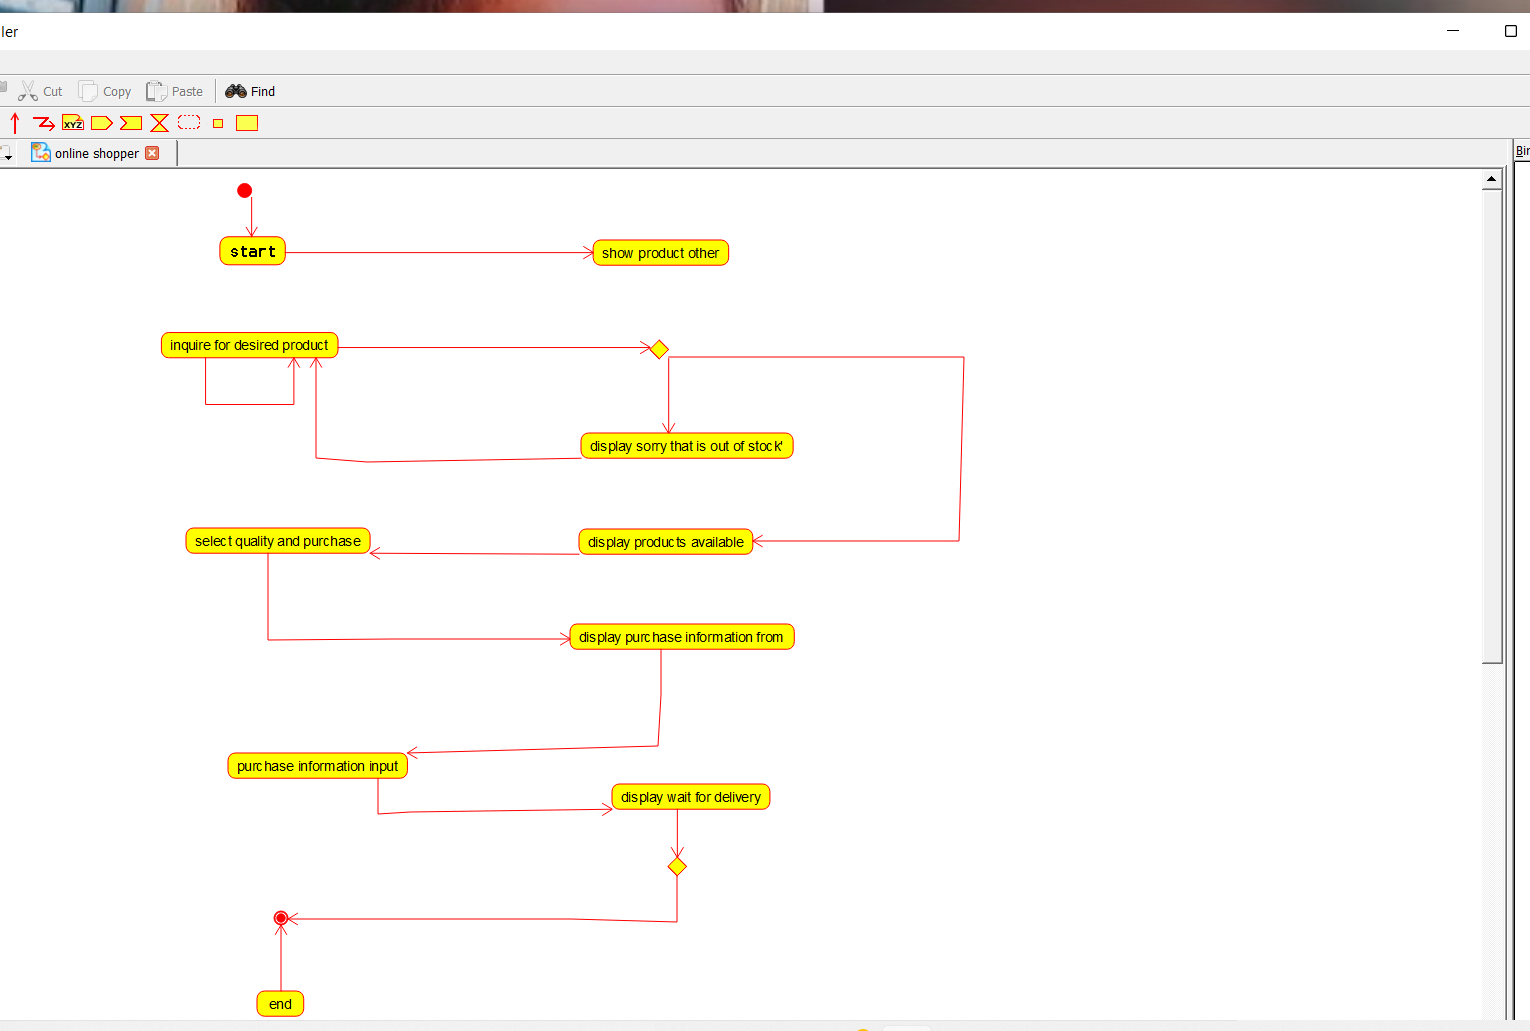 ler
Cut Copy Paste Find
XYZ
online shopper
Bir
start
show product other
inquire for desired product
display sorry that is out of stock'
select quality and purchase
display products available
display purchase information from
purchase information input
display wait for delivery
end